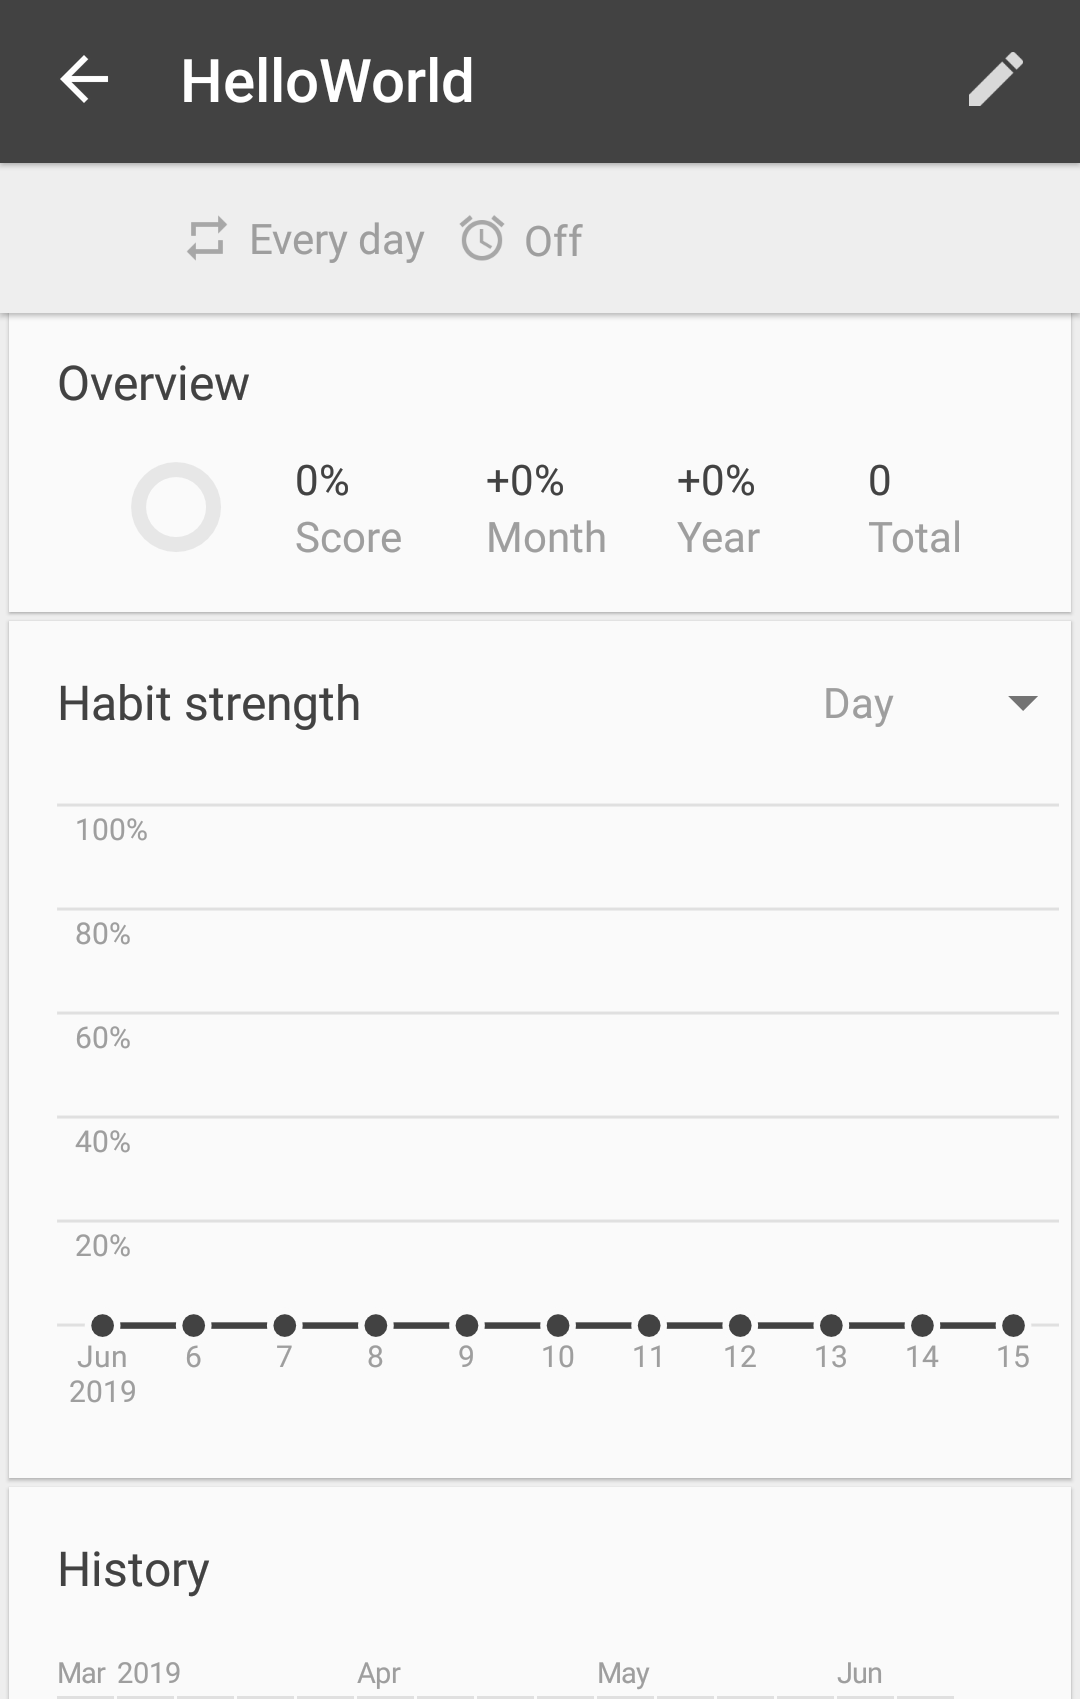 HelloWorld
Every day Off
Overview
0% +0% +0% 0
Score Month Year Total
Habit strength Day
100%
80%
60%
40%
20%
Jun 6 7 8 9 10 11 12 13 14 15
2019
History
Mar 2019 Apr May Jun